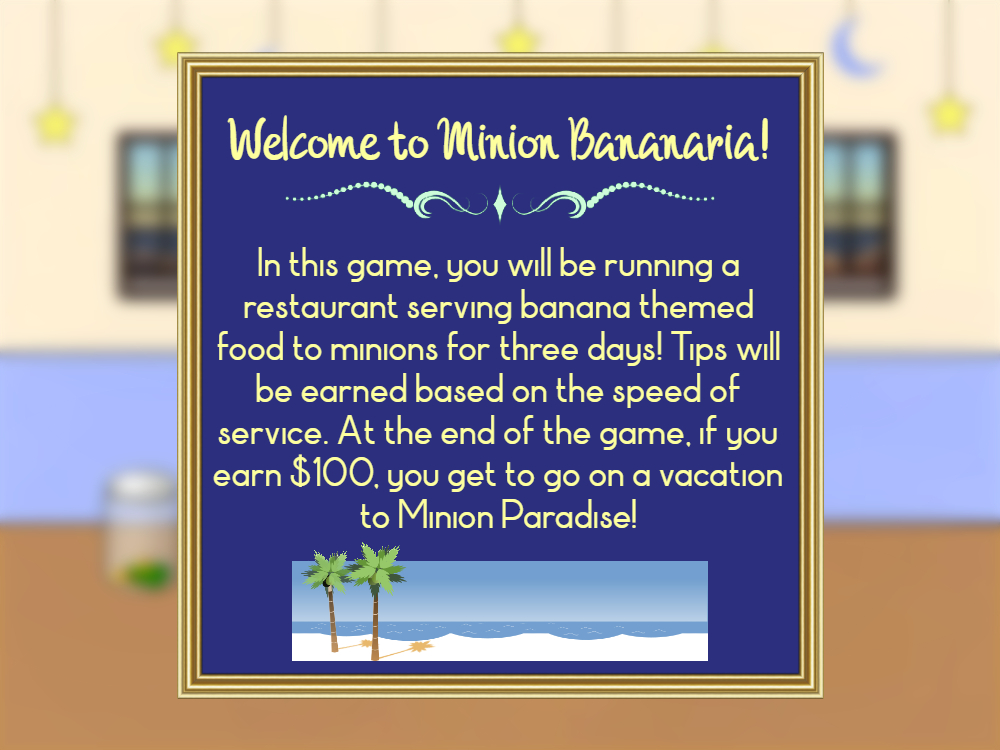 Welcome to Minion Bananaria!
In this game, you will be running a
restaurant serving banana themed
food to minions for three days! Tips will
be earned based on the speed of
service. At the end of the game, if you
earn $100, you get to go on a vacation
to Minion Paradise!